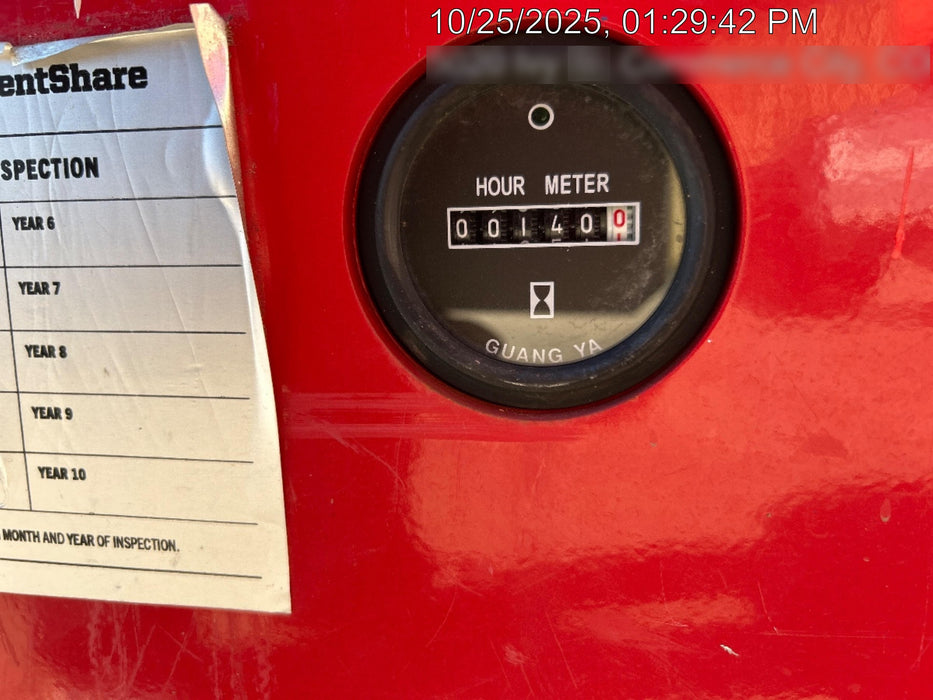 10/25/2025, 01:29:42 PM
entShare
SPECTION
YEAR 6
YEAR 7
YEAR 8
YEAR 9
YEAR 10
MONTH AND YEAR OF INSPECTION.
HOUR METER
001400
GUANG YA